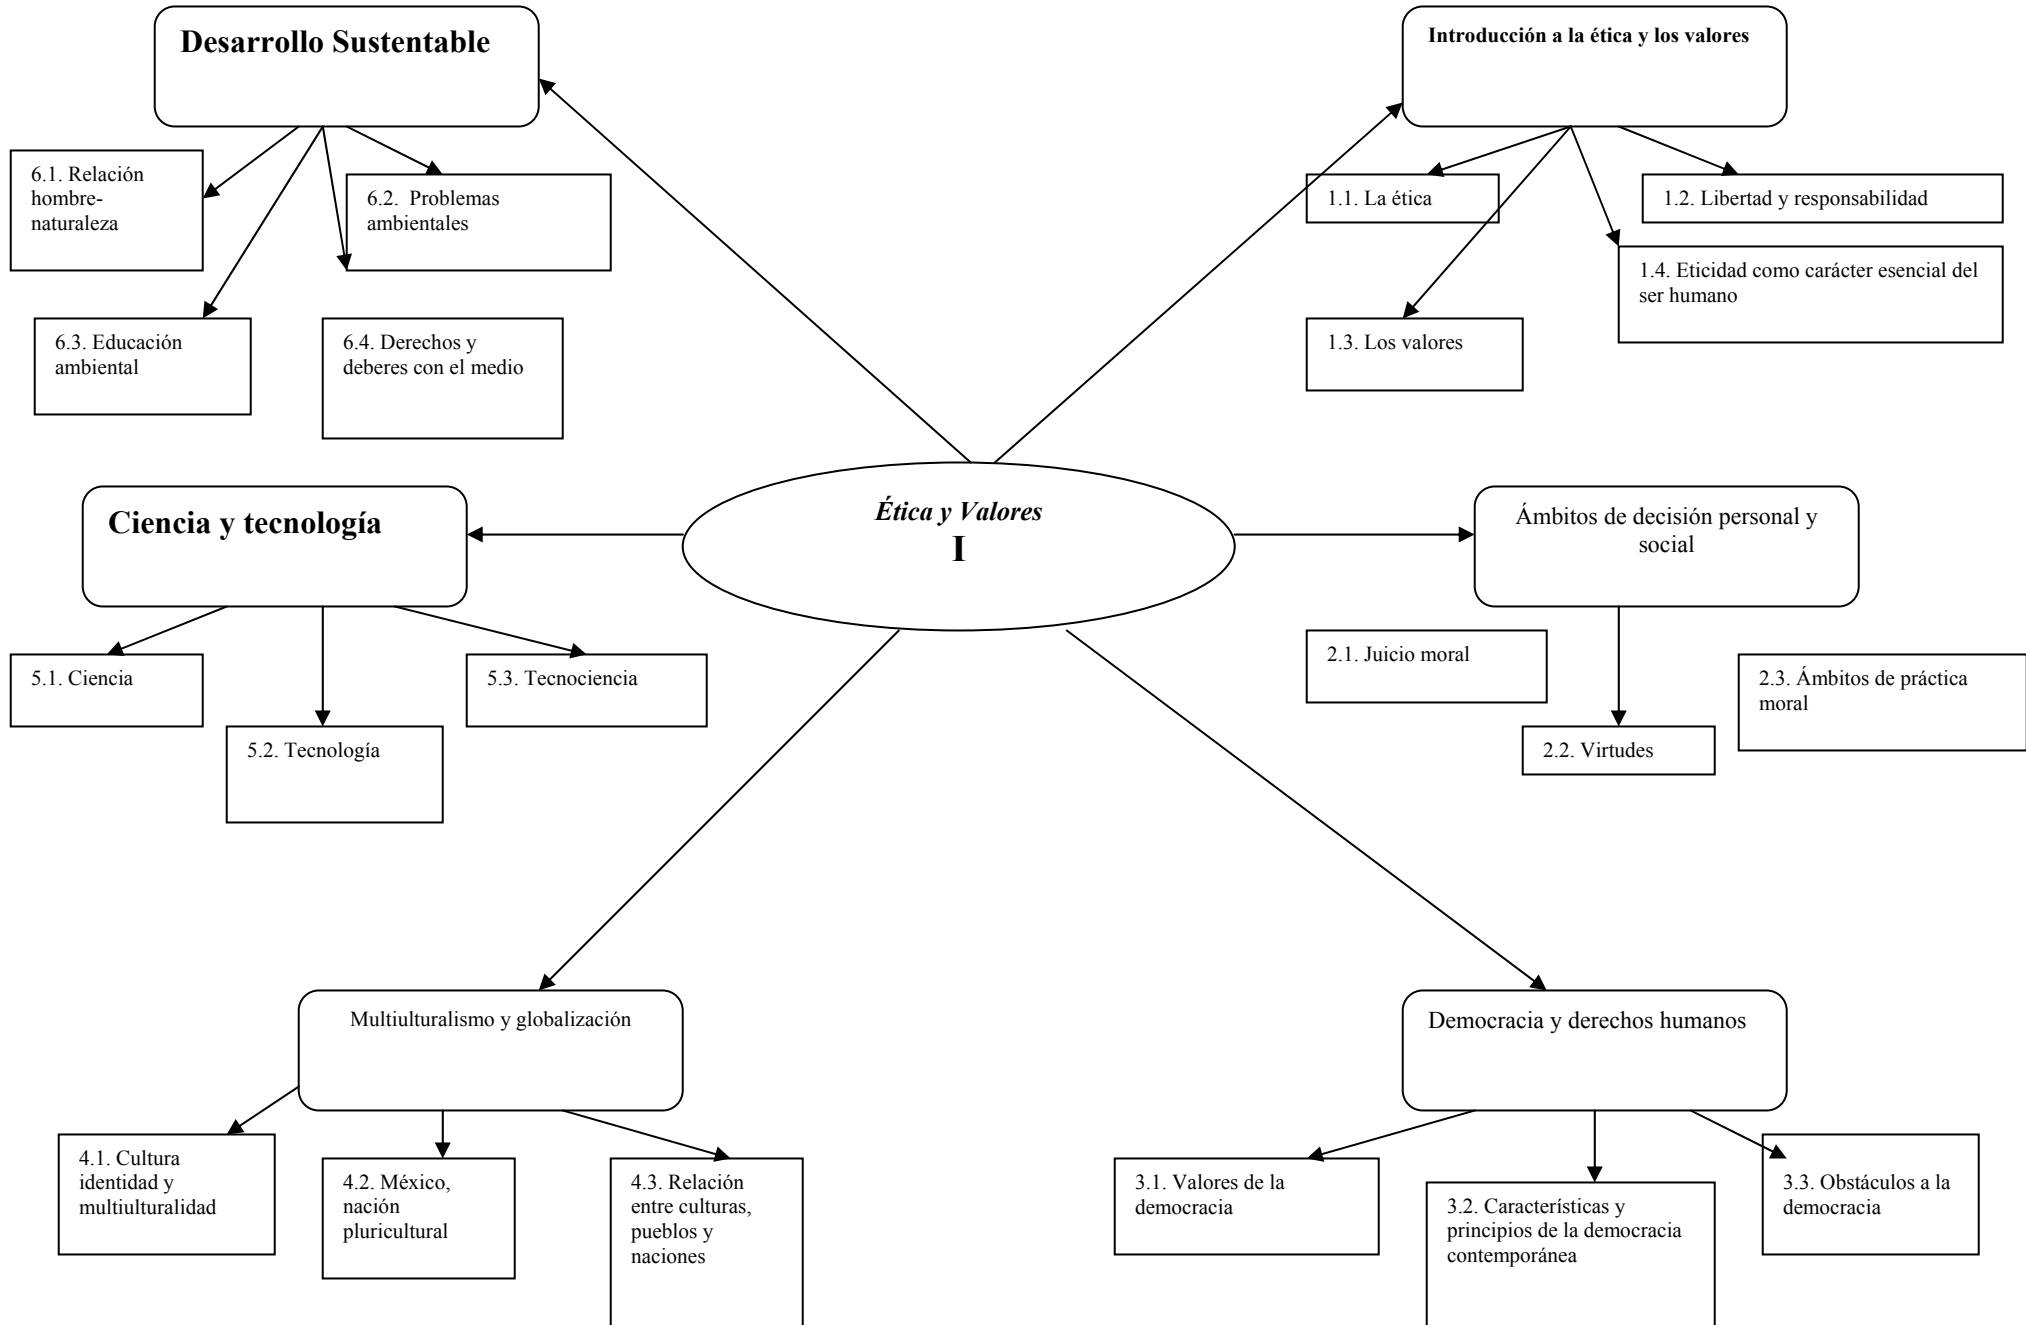 Desarrollo Sustentable
Introducción a la ética y los valores
6.1. Relación
hombre-
naturaleza
6.2. Problemas
ambientales
1.1. La ética
1.2. Libertad y responsabilidad
1.4. Eticidad como carácter esencial del
ser humano
6.3. Educación
ambiental
6.4. Derechos y
deberes con el medio
1.3. Los valores
Ciencia y tecnología
Ética y Valores
I
Ámbitos de decisión personal y
social
5.1. Ciencia
5.3. Tecnociencia
2.1. Juicio moral
2.3. Ámbitos de práctica
moral
5.2. Tecnología
2.2. Virtudes
Multiulturalismo y globalización
Democracia y derechos humanos
4.1. Cultura
identidad y
multiulturalidad
4.2. México,
nación
pluricultural
4.3. Relación
entre culturas,
pueblos y
naciones
3.1. Valores de la
democracia
3.2. Características y
principios de la democracia
contemporánea
3.3. Obstáculos a la
democracia